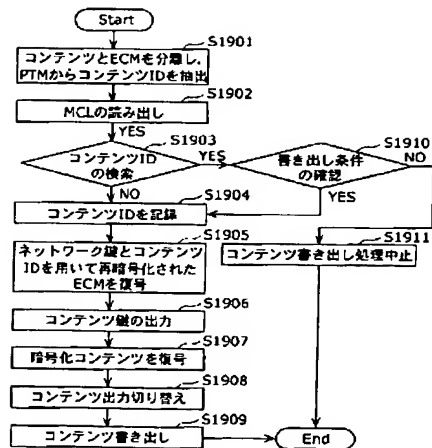 Start
S1901
コンテンツとECMを分離し,
PTMからコンテンツIDを抽出
S1902
MCLの読み出し
YES
S1903
コンテンツID
の検索
YES
S1910
書き出し条件
の確認
NO
NO
S1904
YES
コンテンツIDを記録
S1905
ネットワーク鍵とコンテンツ
IDを用いて再暗号化された
ECMを復号
S1911
コンテンツ書き出し処理中止
S1906
コンテンツ鍵の出力
S1907
暗号化コンテンツを復号
S1908
コンテンツ出力切り替え
S1909
コンテンツ書き出し
End